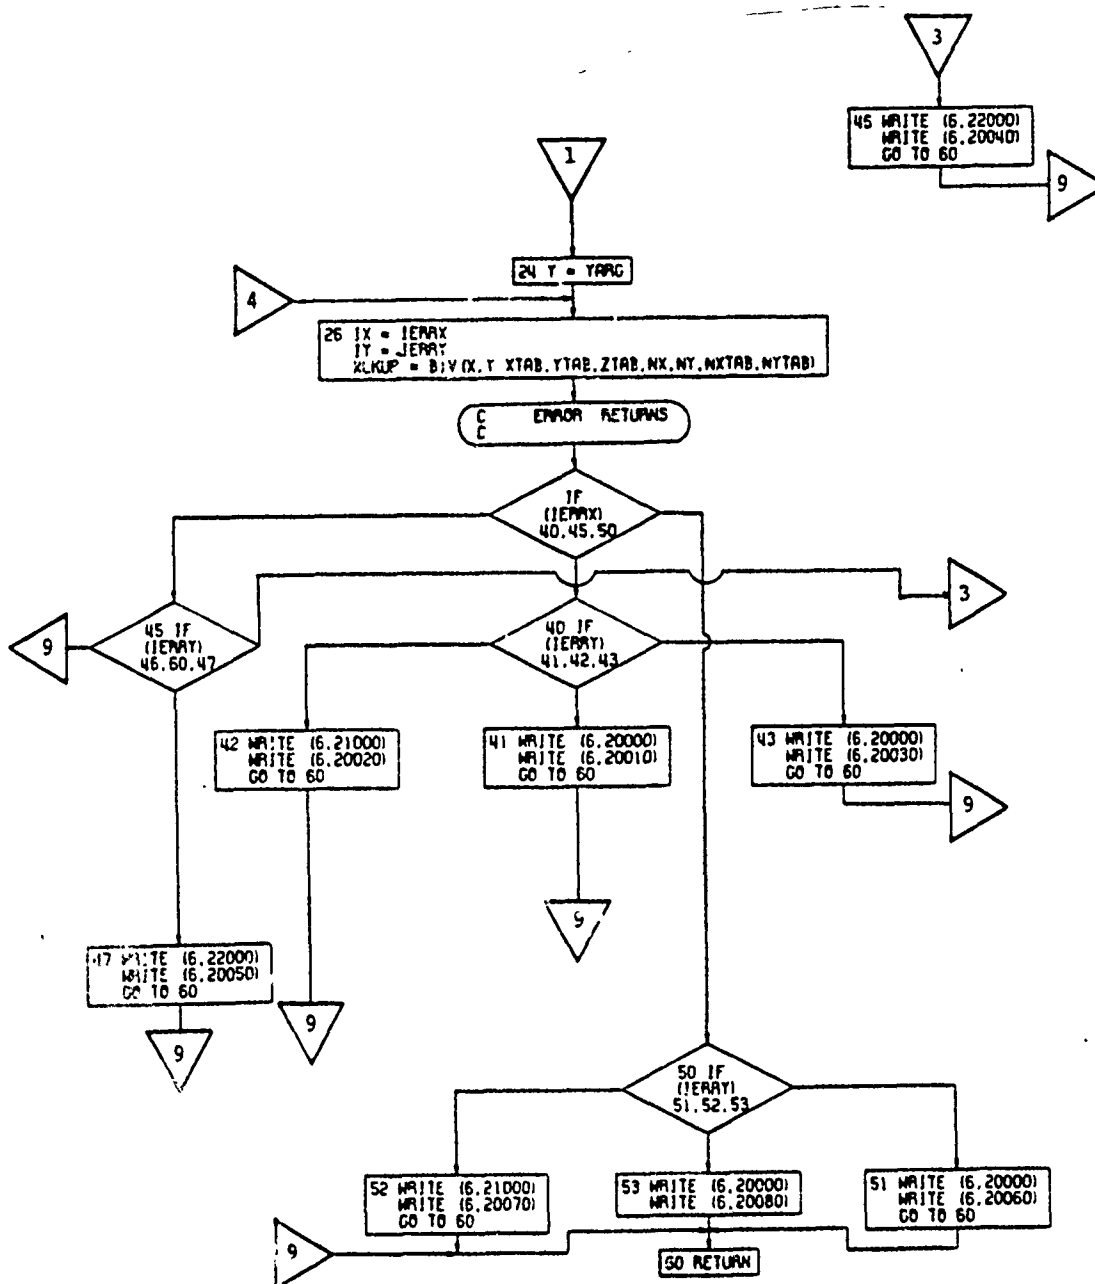 3
45 WRITE (6,22000)
WRITE (6,20040)
GO TO 60
9
1
24 Y = YARG
4
26 IX = IERRX
IY = JERRY
XLKUP = BIV(X,Y XTAB,YTAB,ZTAB,NX,NY,NXTAB,NYTAB)
C ERROR RETURNS
C
IF
(IERRX)
40,45,50
3
9
45 IF
(IERRY)
46,60,47
40 IF
(IERRY)
41,42,43
42 WRITE (6,21000)
WRITE (6,20020)
GO TO 60
41 WRITE (6,20000)
WRITE (6,20010)
GO TO 60
43 WRITE (6,20000)
WRITE (6,20030)
GO TO 60
9
9
47 WRITE (6,22000)
WRITE (6,20050)
GO TO 60
9
9
50 IF
(IERRY)
51,52,53
52 WRITE (6,21000)
WRITE (6,20070)
GO TO 60
53 WRITE (6,20000)
WRITE (6,20080)
51 WRITE (6,20000)
WRITE (6,20060)
GO TO 60
9
60 RETURN